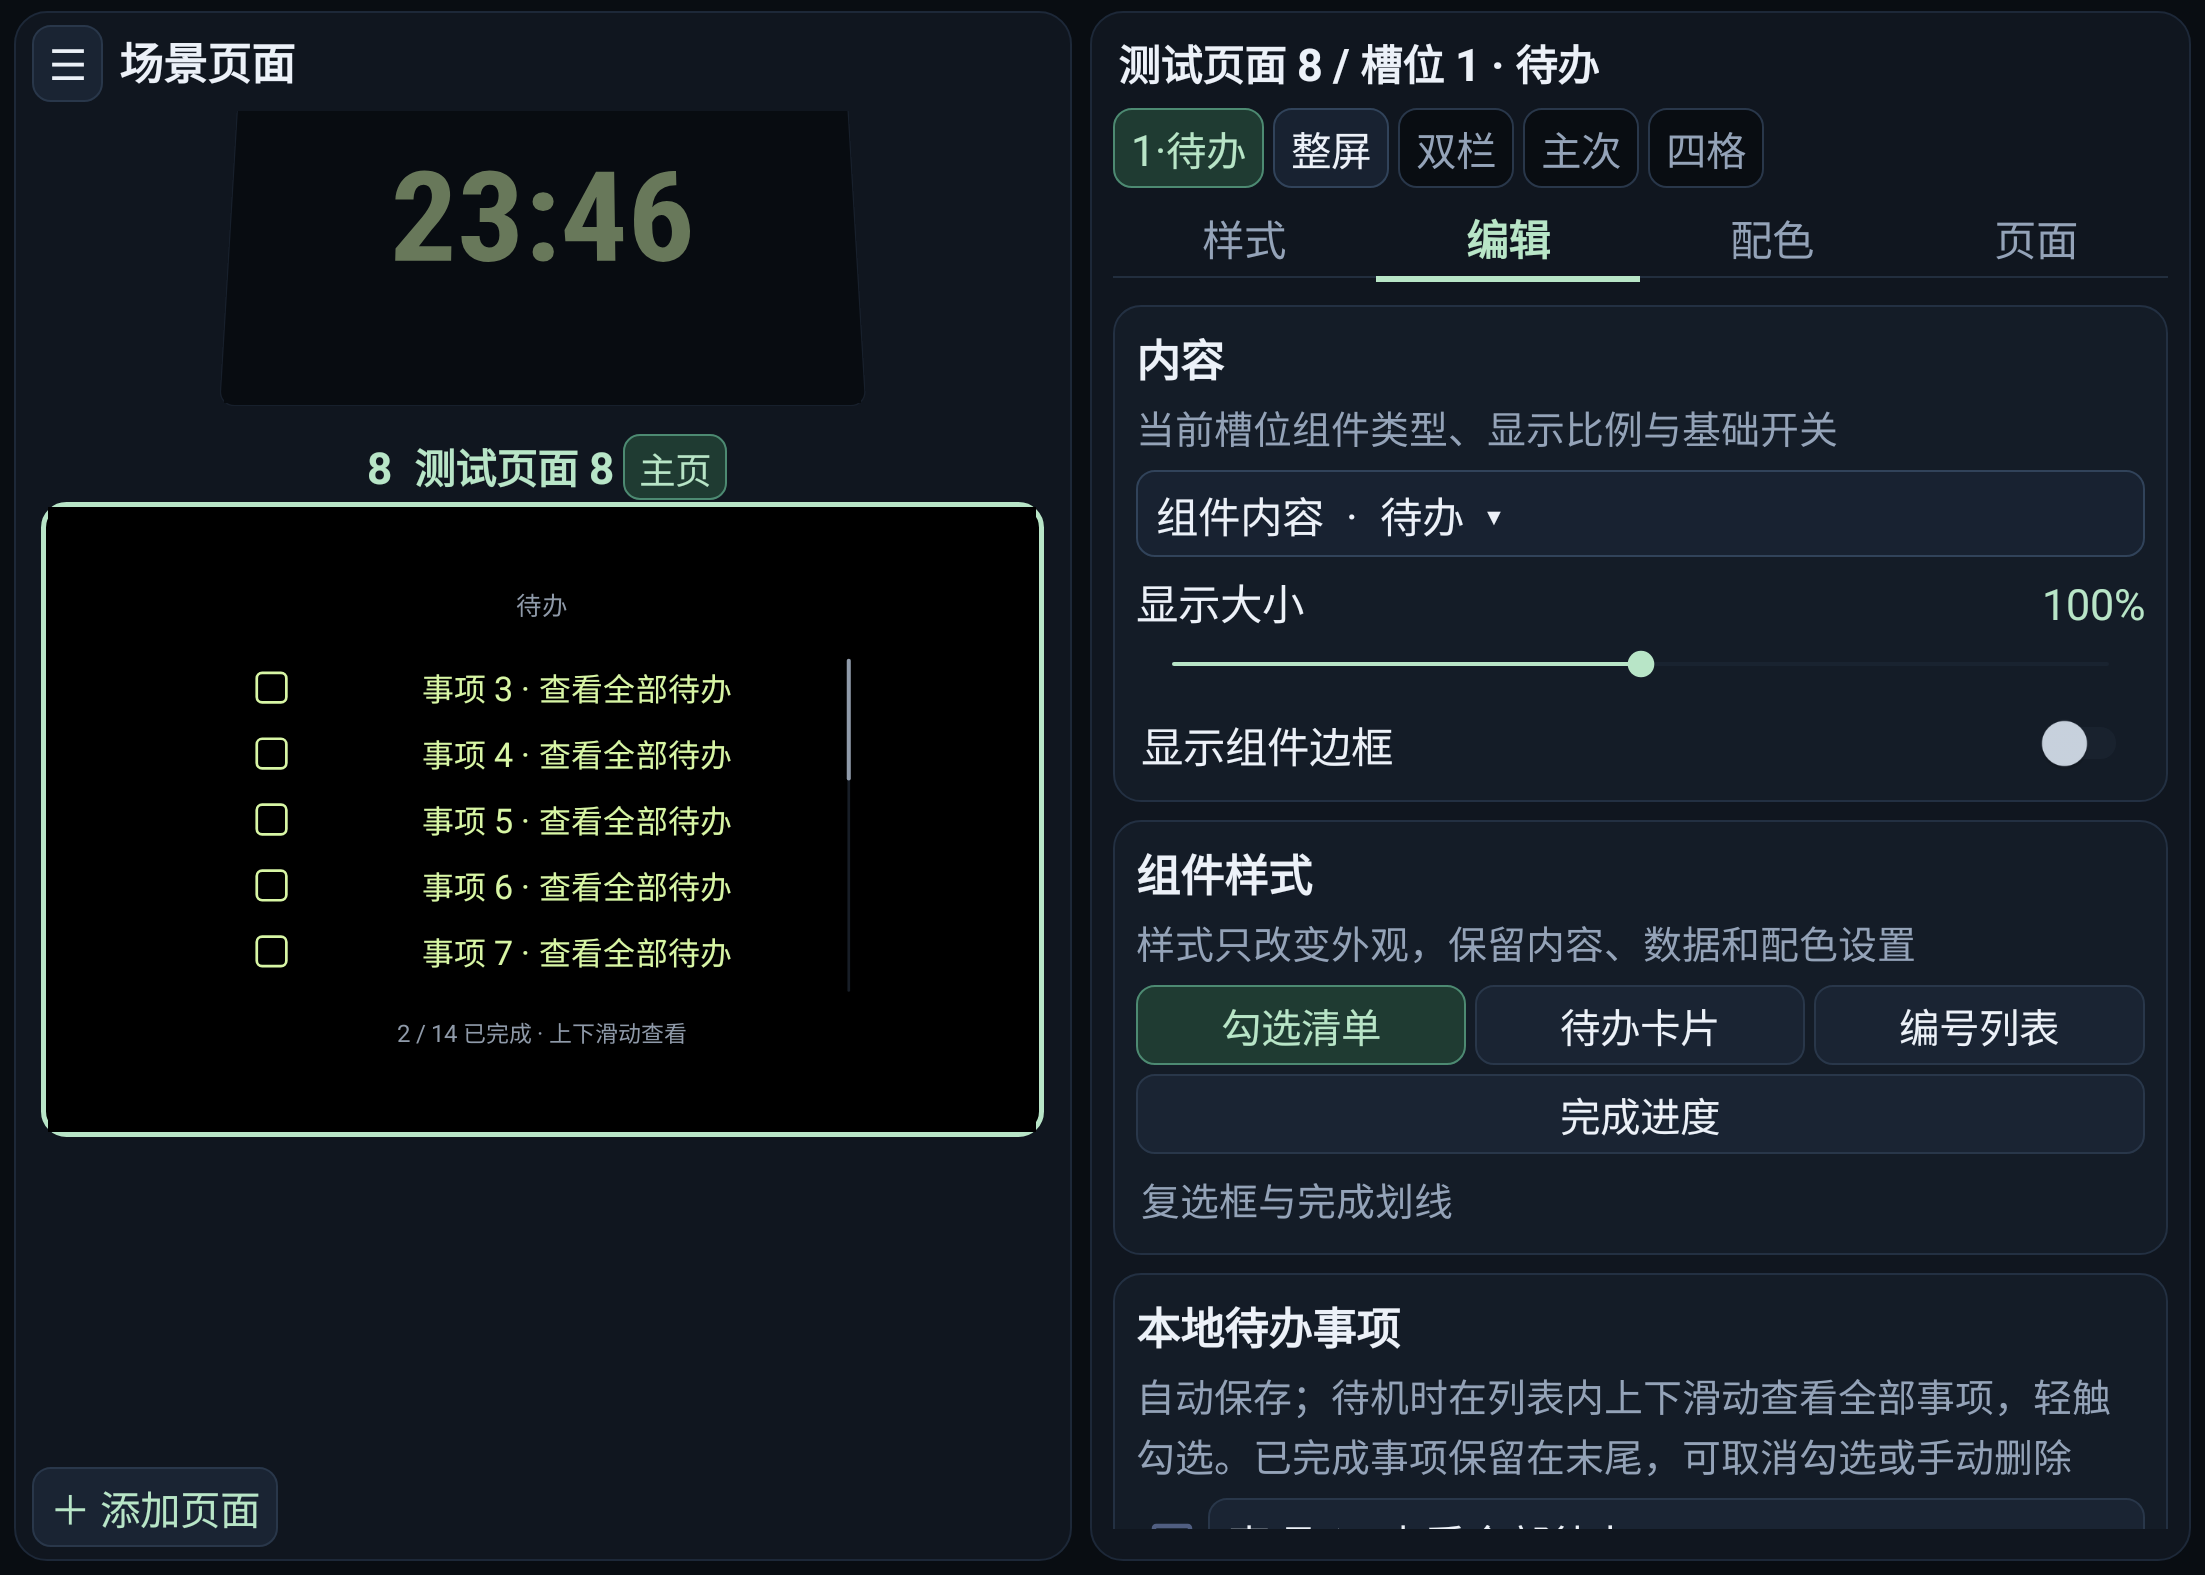 场景页面
23:46
8 测试页面 8 主页
待办
事项 3 · 查看全部待办
事项 4 · 查看全部待办
事项 5 · 查看全部待办
事项 6 · 查看全部待办
事项 7 · 查看全部待办
2 / 14 已完成 · 上下滑动查看
＋ 添加页面
测试页面 8 / 槽位 1 · 待办
1·待办 整屏 双栏 主次 四格
样式 编辑 配色 页面
内容
当前槽位组件类型、显示比例与基础开关
组件内容 · 待办 ▾
显示大小 100%
显示组件边框
组件样式
样式只改变外观，保留内容、数据和配色设置
勾选清单 待办卡片 编号列表
完成进度
复选框与完成划线
本地待办事项
自动保存；待机时在列表内上下滑动查看全部事项，轻触
勾选。已完成事项保留在末尾，可取消勾选或手动删除